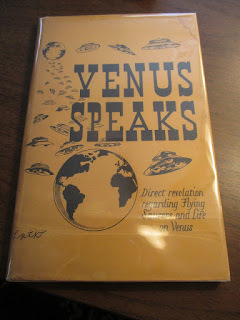 VENUS
SPEAKS
Direct revelation
regarding Flying
Saucers and Life
on Venus